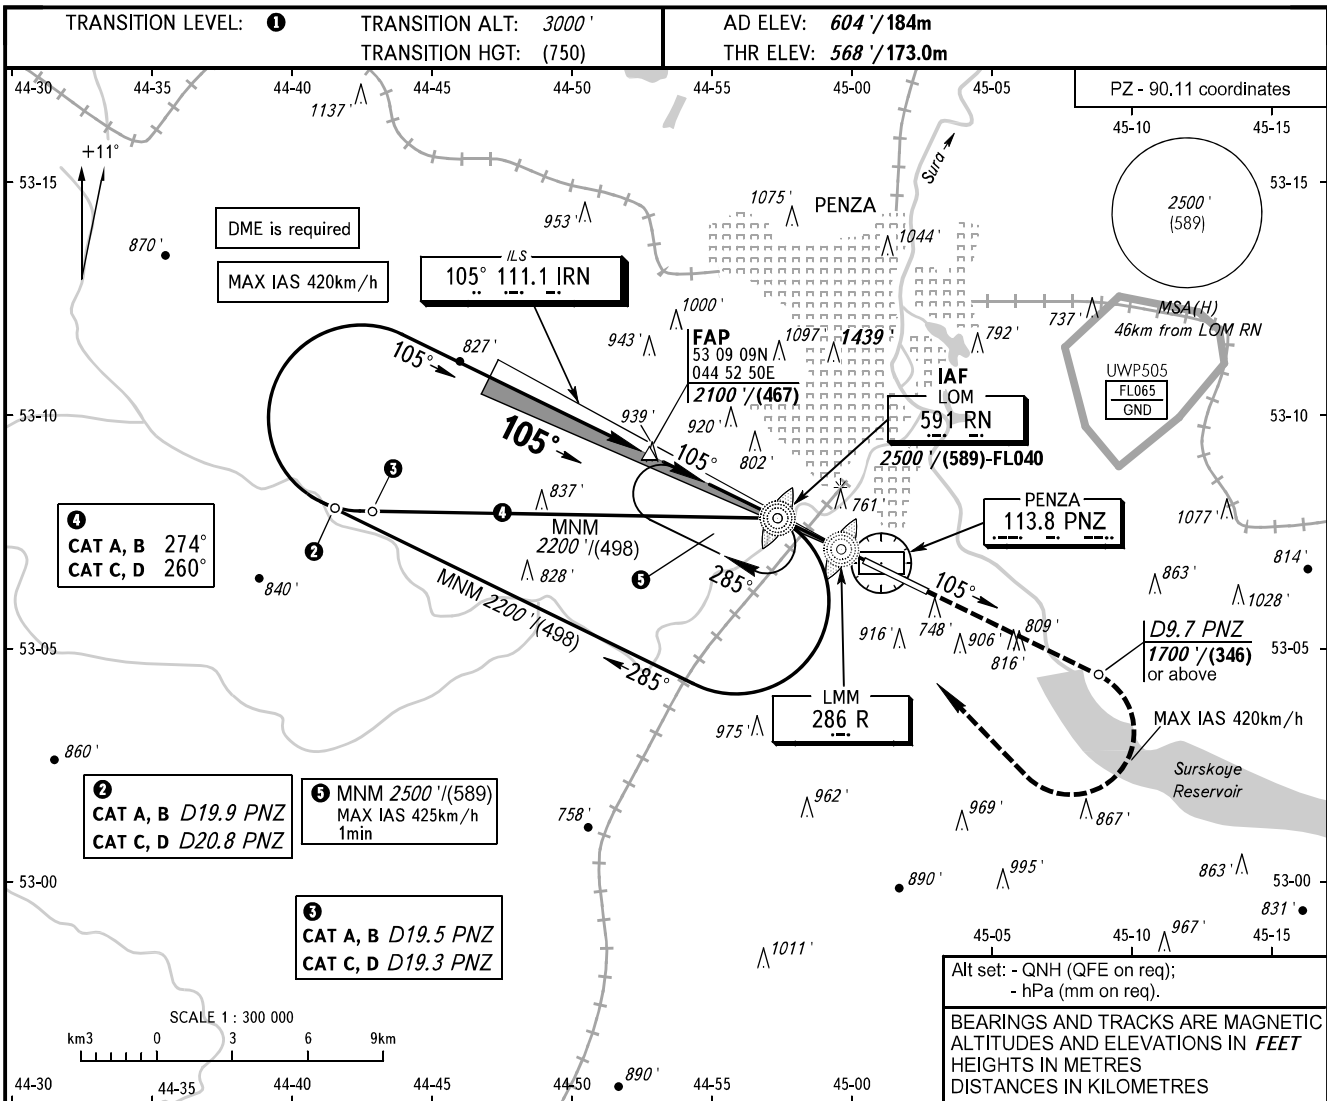 TRANSITION LEVEL: ❶
TRANSITION ALT: 3000 '
TRANSITION HGT: (750)
AD ELEV: 604 '/184m
THR ELEV: 568 '/173.0m
44-30 44-35 44-40 44-45 44-50 44-55 45-00 45-05
PZ - 90.11 coordinates
45-10 45-15
1137 '
+11°
53-15
53-15
Sura
1075 '
PENZA
2500 '
(589)
953 '
DME is required
1044 '
870 '
ILS
105° 111.1 IRN
MAX IAS 420km/h
1000 '
MSA(H)
46km from LOM RN
737 '
792 '
943 '
FAP
53 09 09N
044 52 50E
2100 '/(467)
1097 '
1439 '
827 '
105°
UWP505
FL065
GND
IAF
LOM
591 RN
2500 '/(589)-FL040
53-10
53-10
939 '
920 '
802 '
105°
105°
❸
837 '
❹
MNM
2200 '/(498)
761 '
PENZA
113.8 PNZ
1077 '
❹
CAT A, B 274°
CAT C, D 260°
❷
❺
285°
814 '
840 '
828 '
863 '
1028 '
105°
MNM 2200 '/(498)
916 '
748 '
906 '
809 '
816 '
D9.7 PNZ
1700 '/(346)
or above
53-05
53-05
285°
LMM
286 R
975 '
MAX IAS 420km/h
860 '
Surskoye
Reservoir
❷
CAT A, B D19.9 PNZ
CAT C, D D20.8 PNZ
❺ MNM 2500 '/(589)
MAX IAS 425km/h
1min
758 '
962 '
969 '
867 '
995 '
863 '
53-00
53-00
890 '
831 '
❸
CAT A, B D19.5 PNZ
CAT C, D D19.3 PNZ
1011 '
45-05 45-10 45-15
967 '
Alt set: - QNH (QFE on req);
- hPa (mm on req).
SCALE 1 : 300 000
km3 0 3 6 9km
BEARINGS AND TRACKS ARE MAGNETIC
ALTITUDES AND ELEVATIONS IN FEET
HEIGHTS IN METRES
DISTANCES IN KILOMETRES
890 '
44-30 44-35 44-40 44-45 44-50 44-55 45-00